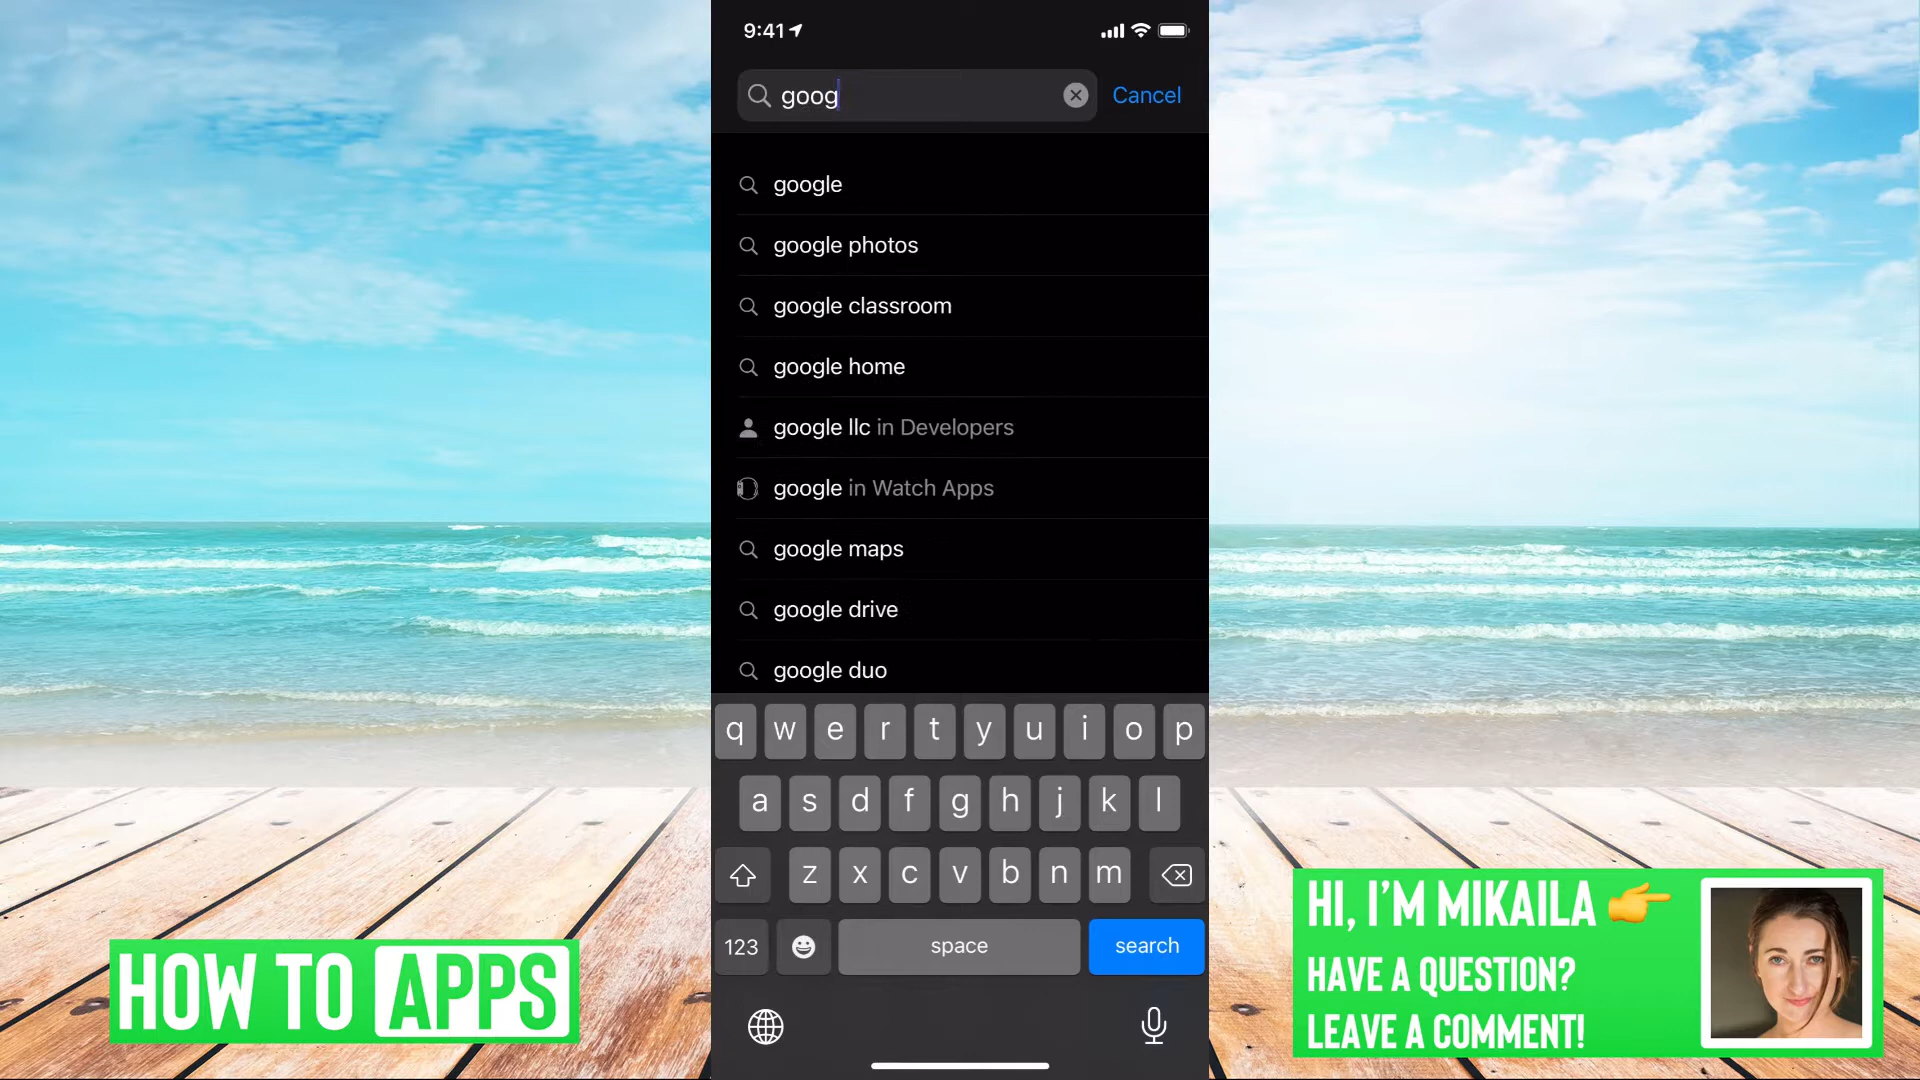 9:41
goog
Cancel
google
google photos
google classroom
google home
google llc in Developers
google in Watch Apps
google maps
google drive
google duo
q w e r t y u i o p
a s d f g h j k l
z x c v b n m
123 space search
HOW TO APPS
HI, I'M MIKAILA
HAVE A QUESTION?
LEAVE A COMMENT!